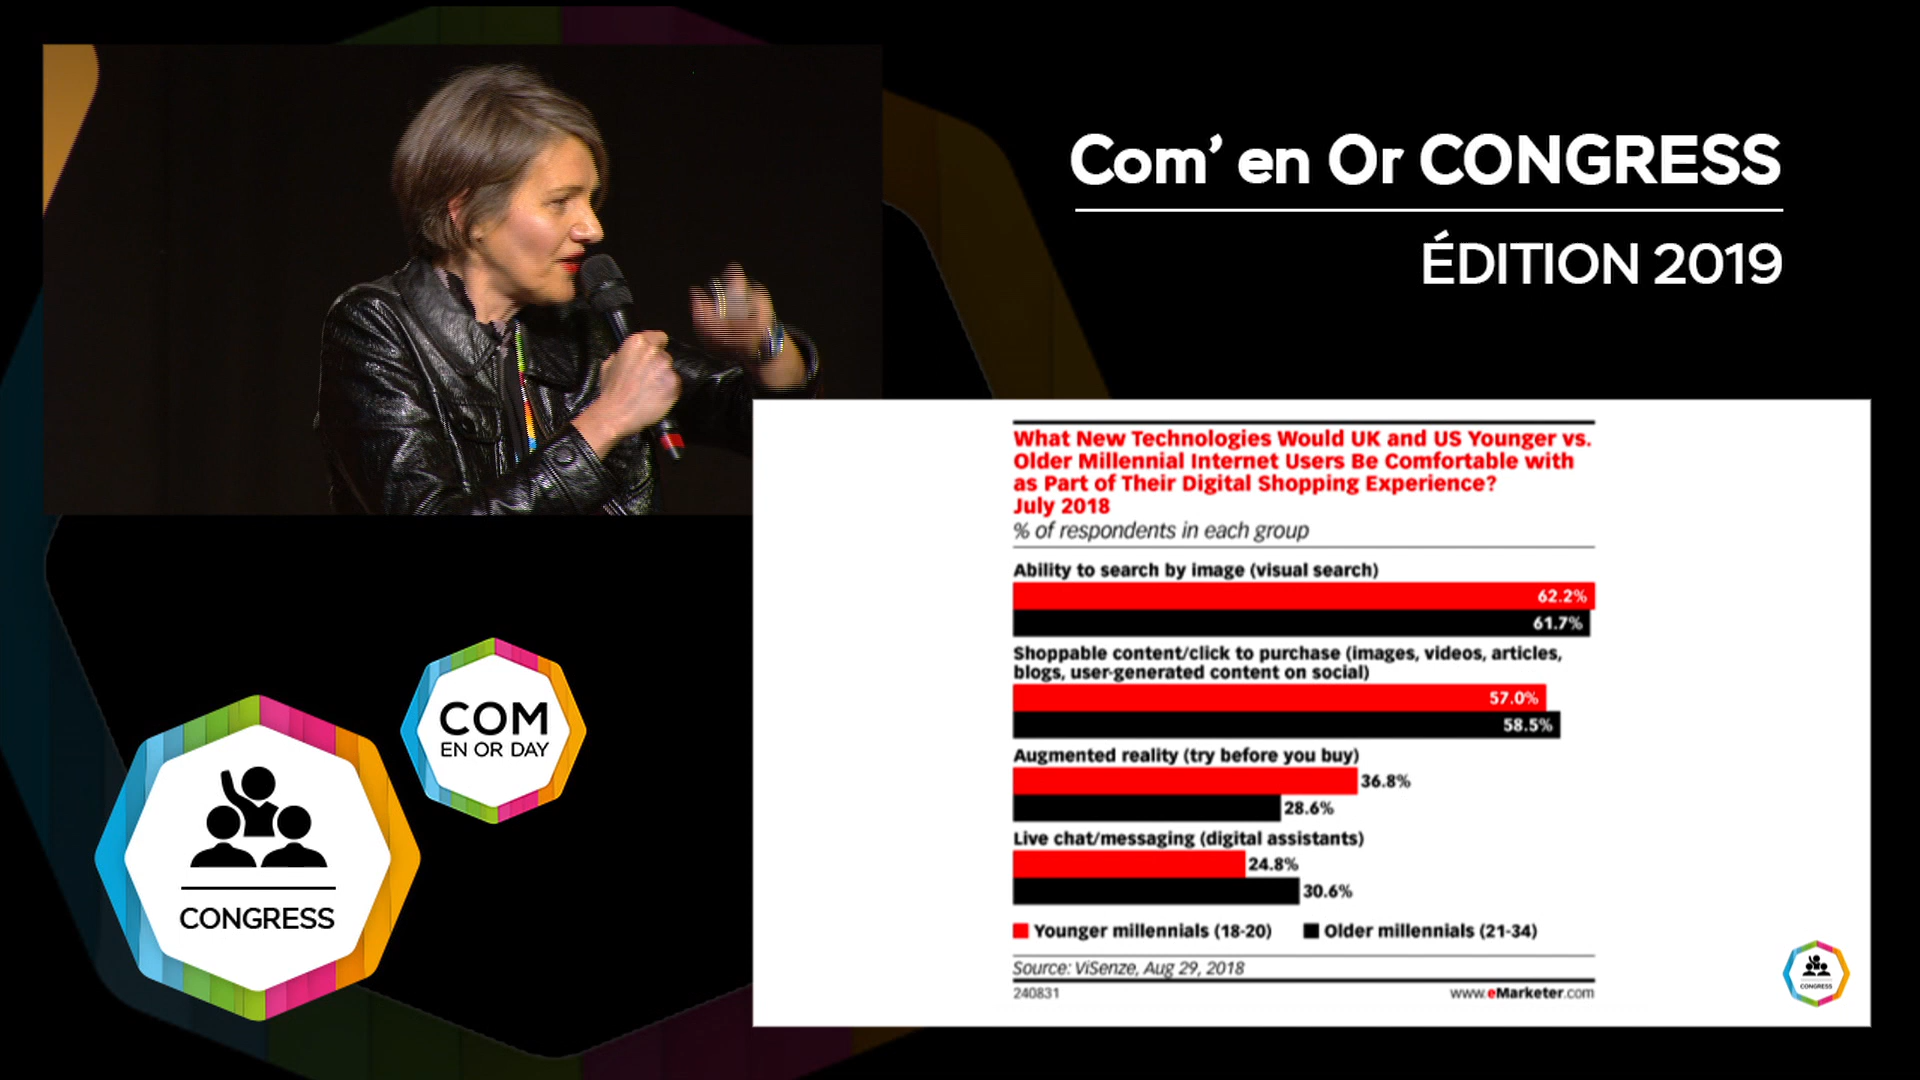 Com’ en Or CONGRESS
ÉDITION 2019
What New Technologies Would UK and US Younger vs.
Older Millennial Internet Users Be Comfortable with
as Part of Their Digital Shopping Experience?
July 2018
% of respondents in each group
Ability to search by image (visual search)
62.2%
61.7%
Shoppable content/click to purchase (images, videos, articles,
blogs, user-generated content on social)
57.0%
58.5%
Augmented reality (try before you buy)
36.8%
28.6%
Live chat/messaging (digital assistants)
24.8%
30.6%
Younger millennials (18-20) Older millennials (21-34)
Source: ViSenze, Aug 29, 2018
240831 www.eMarketer.com
CONGRESS
COM
EN OR DAY
CONGRESS